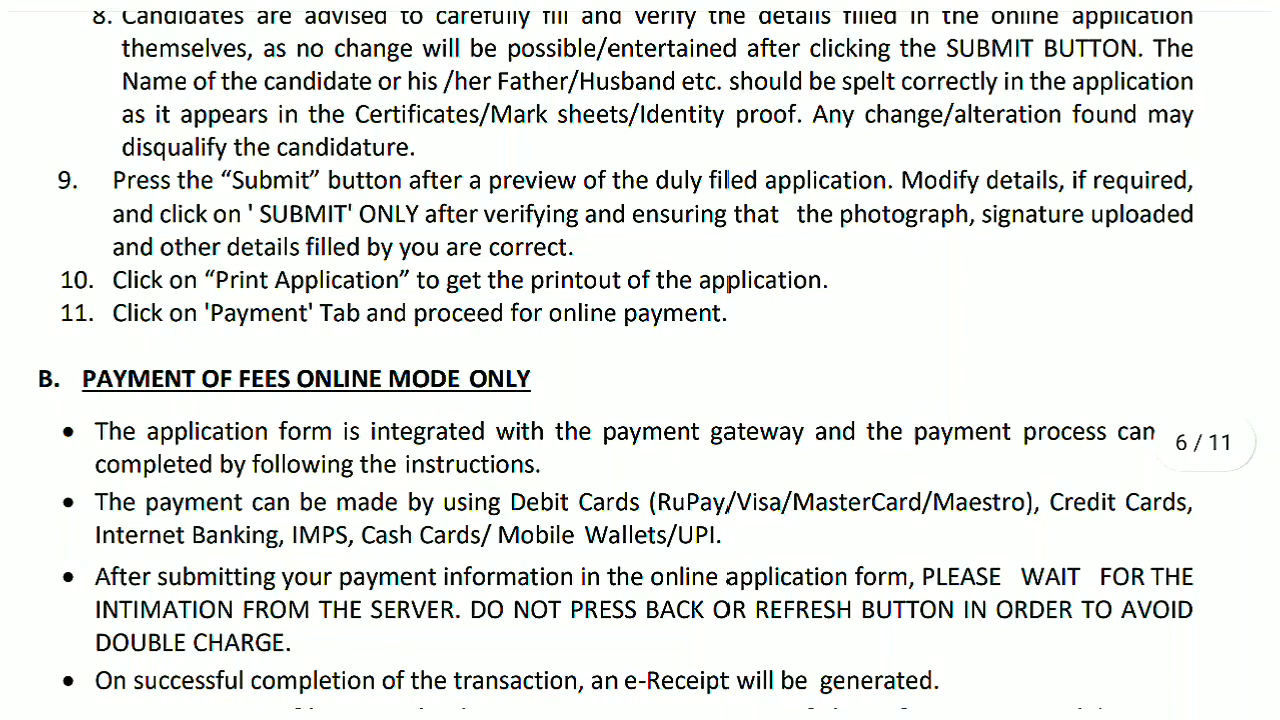 8. Candidates are advised to carefully fill and verify the details filled in the online application
themselves, as no change will be possible/entertained after clicking the SUBMIT BUTTON. The
Name of the candidate or his /her Father/Husband etc. should be spelt correctly in the application
as it appears in the Certificates/Mark sheets/Identity proof. Any change/alteration found may
disqualify the candidature.
9. Press the “Submit” button after a preview of the duly filled application. Modify details, if required,
and click on ' SUBMIT' ONLY after verifying and ensuring that the photograph, signature uploaded
and other details filled by you are correct.
10. Click on “Print Application” to get the printout of the application.
11. Click on 'Payment' Tab and proceed for online payment.
B. PAYMENT OF FEES ONLINE MODE ONLY
• The application form is integrated with the payment gateway and the payment process can
6 / 11
completed by following the instructions.
• The payment can be made by using Debit Cards (RuPay/Visa/MasterCard/Maestro), Credit Cards,
Internet Banking, IMPS, Cash Cards/ Mobile Wallets/UPI.
• After submitting your payment information in the online application form, PLEASE WAIT FOR THE
INTIMATION FROM THE SERVER. DO NOT PRESS BACK OR REFRESH BUTTON IN ORDER TO AVOID
DOUBLE CHARGE.
• On successful completion of the transaction, an e-Receipt will be generated.